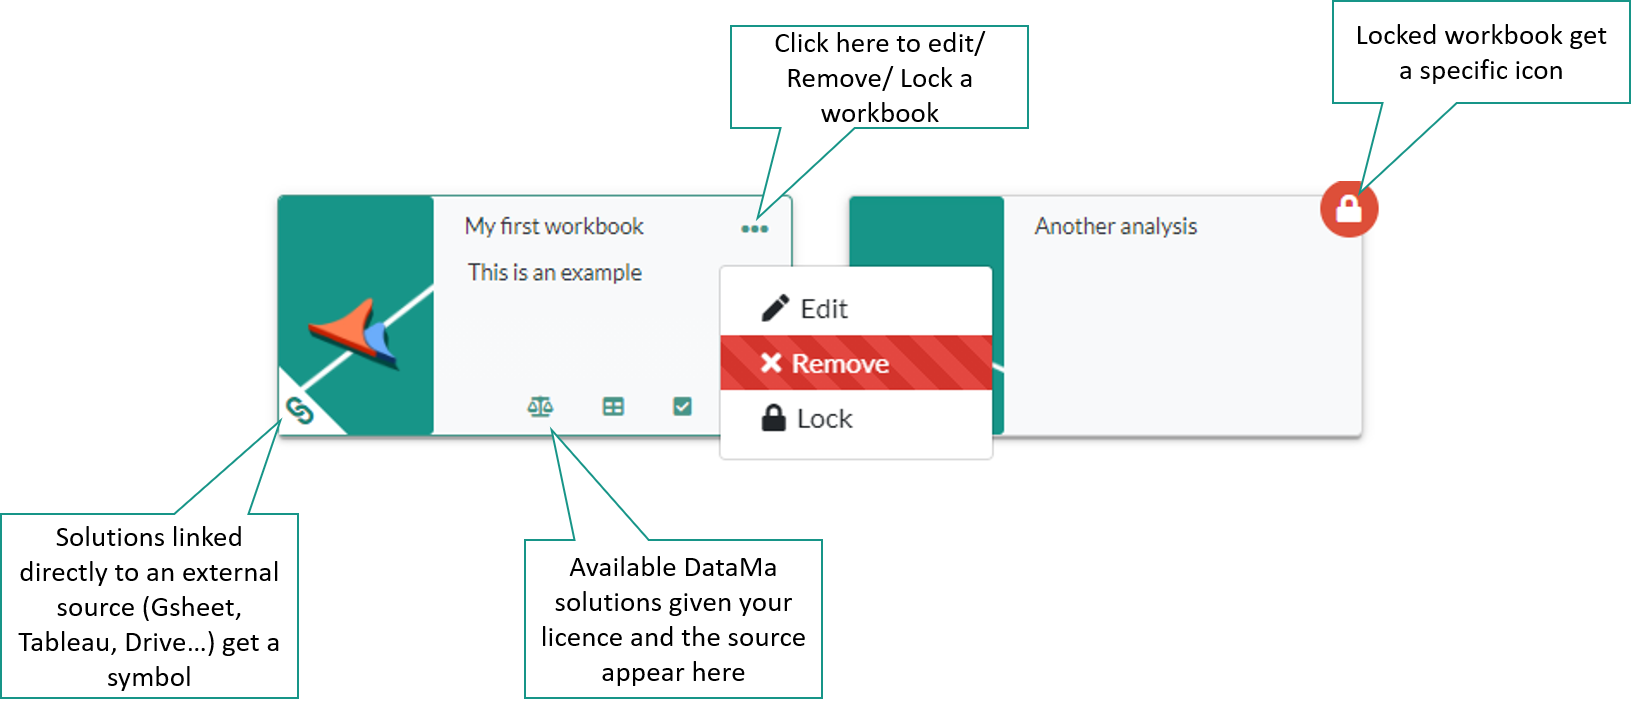 Click here to edit/
Remove/ Lock a
workbook
Locked workbook get
a specific icon
My first workbook
This is an example
Another analysis
Edit
Remove
Lock
Solutions linked
directly to an external
source (Gsheet,
Tableau, Drive...) get a
symbol
Available DataMa
solutions given your
licence and the source
appear here